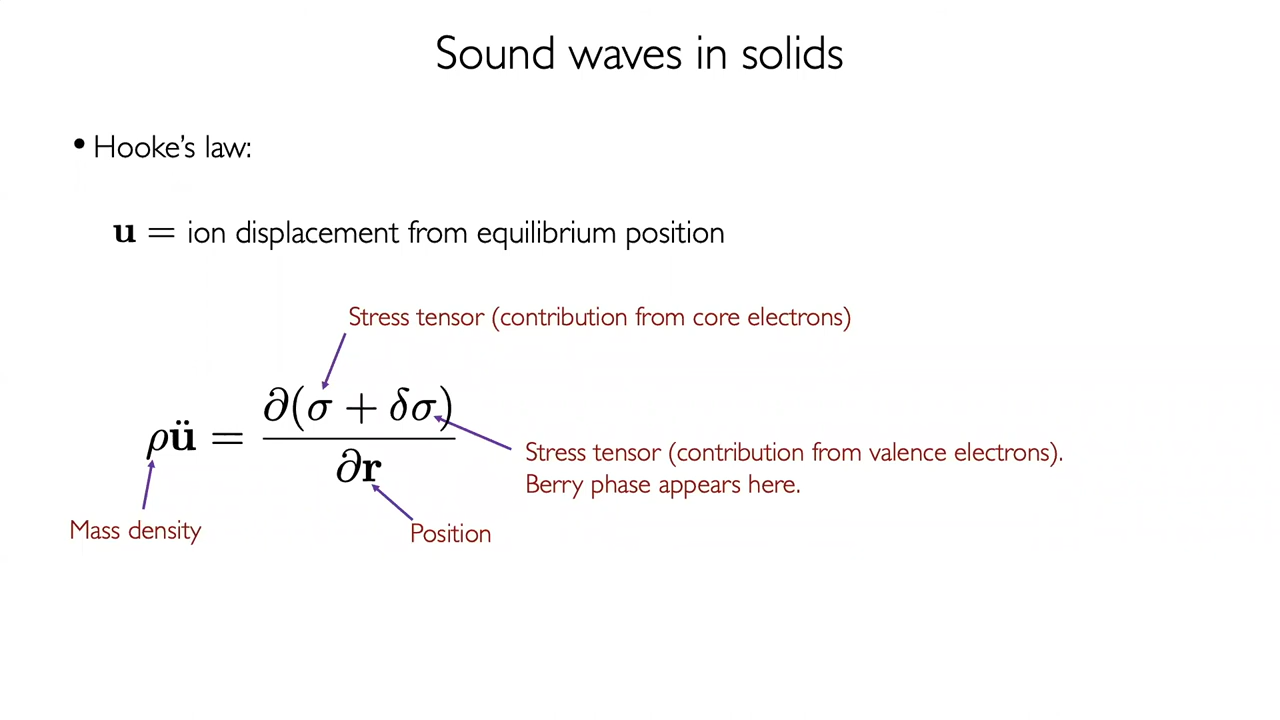 Sound waves in solids
• Hooke's law:
u = ion displacement from equilibrium position
Stress tensor (contribution from core electrons)
ρü = ∂(σ + δσ) / ∂r
Stress tensor (contribution from valence electrons).
Berry phase appears here.
Mass density
Position